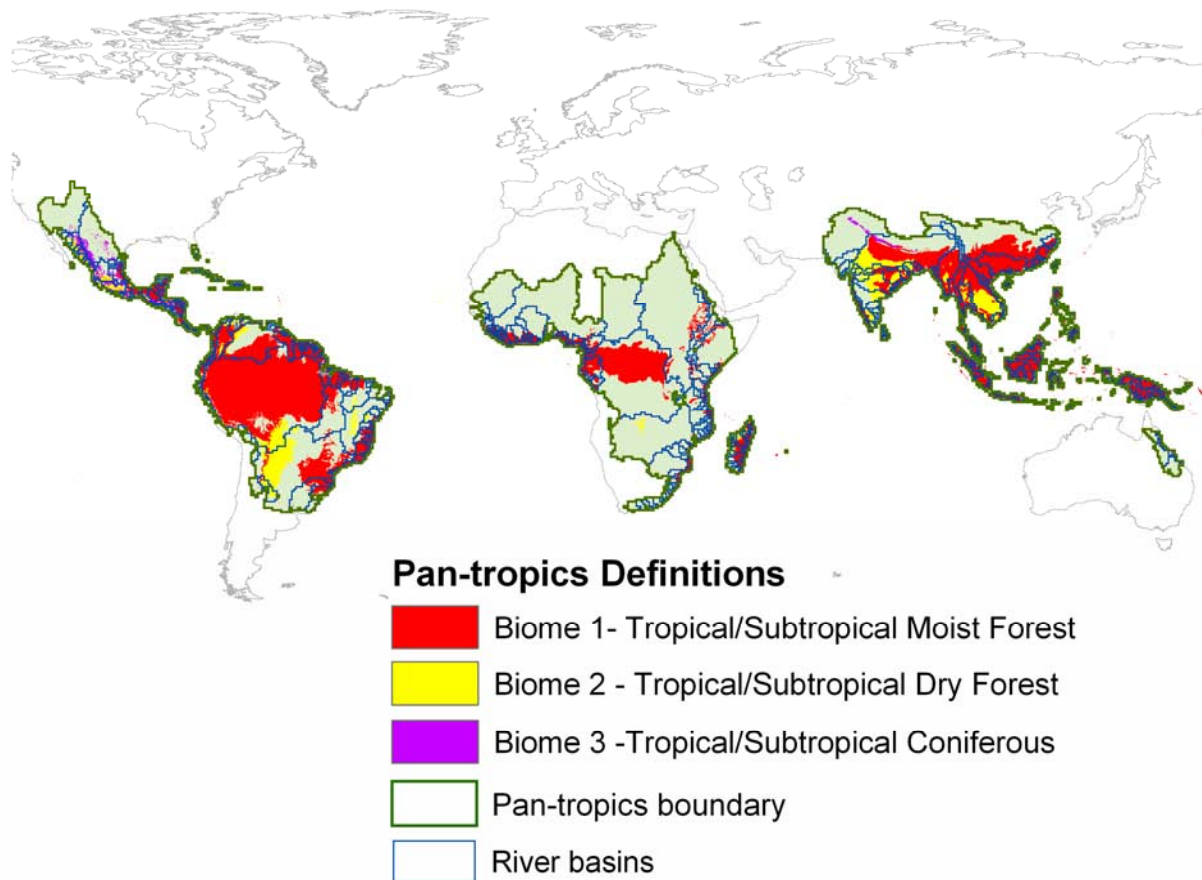 Pan-tropics Definitions
Biome 1- Tropical/Subtropical Moist Forest
Biome 2 - Tropical/Subtropical Dry Forest
Biome 3 -Tropical/Subtropical Coniferous
Pan-tropics boundary
River basins